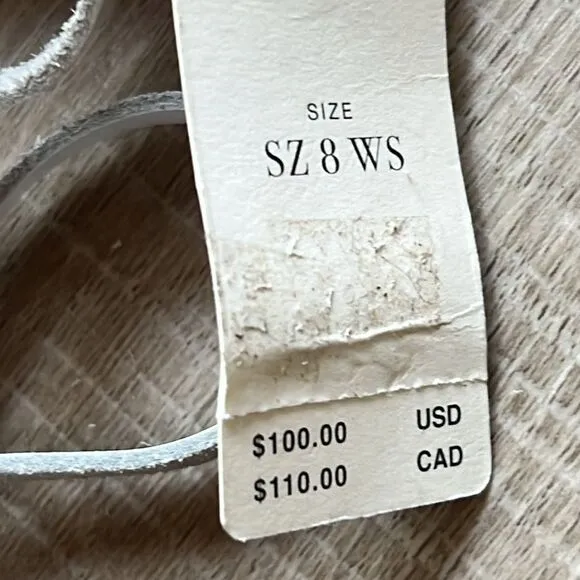 SIZE
SZ 8 WS
$100.00 USD
$110.00 CAD